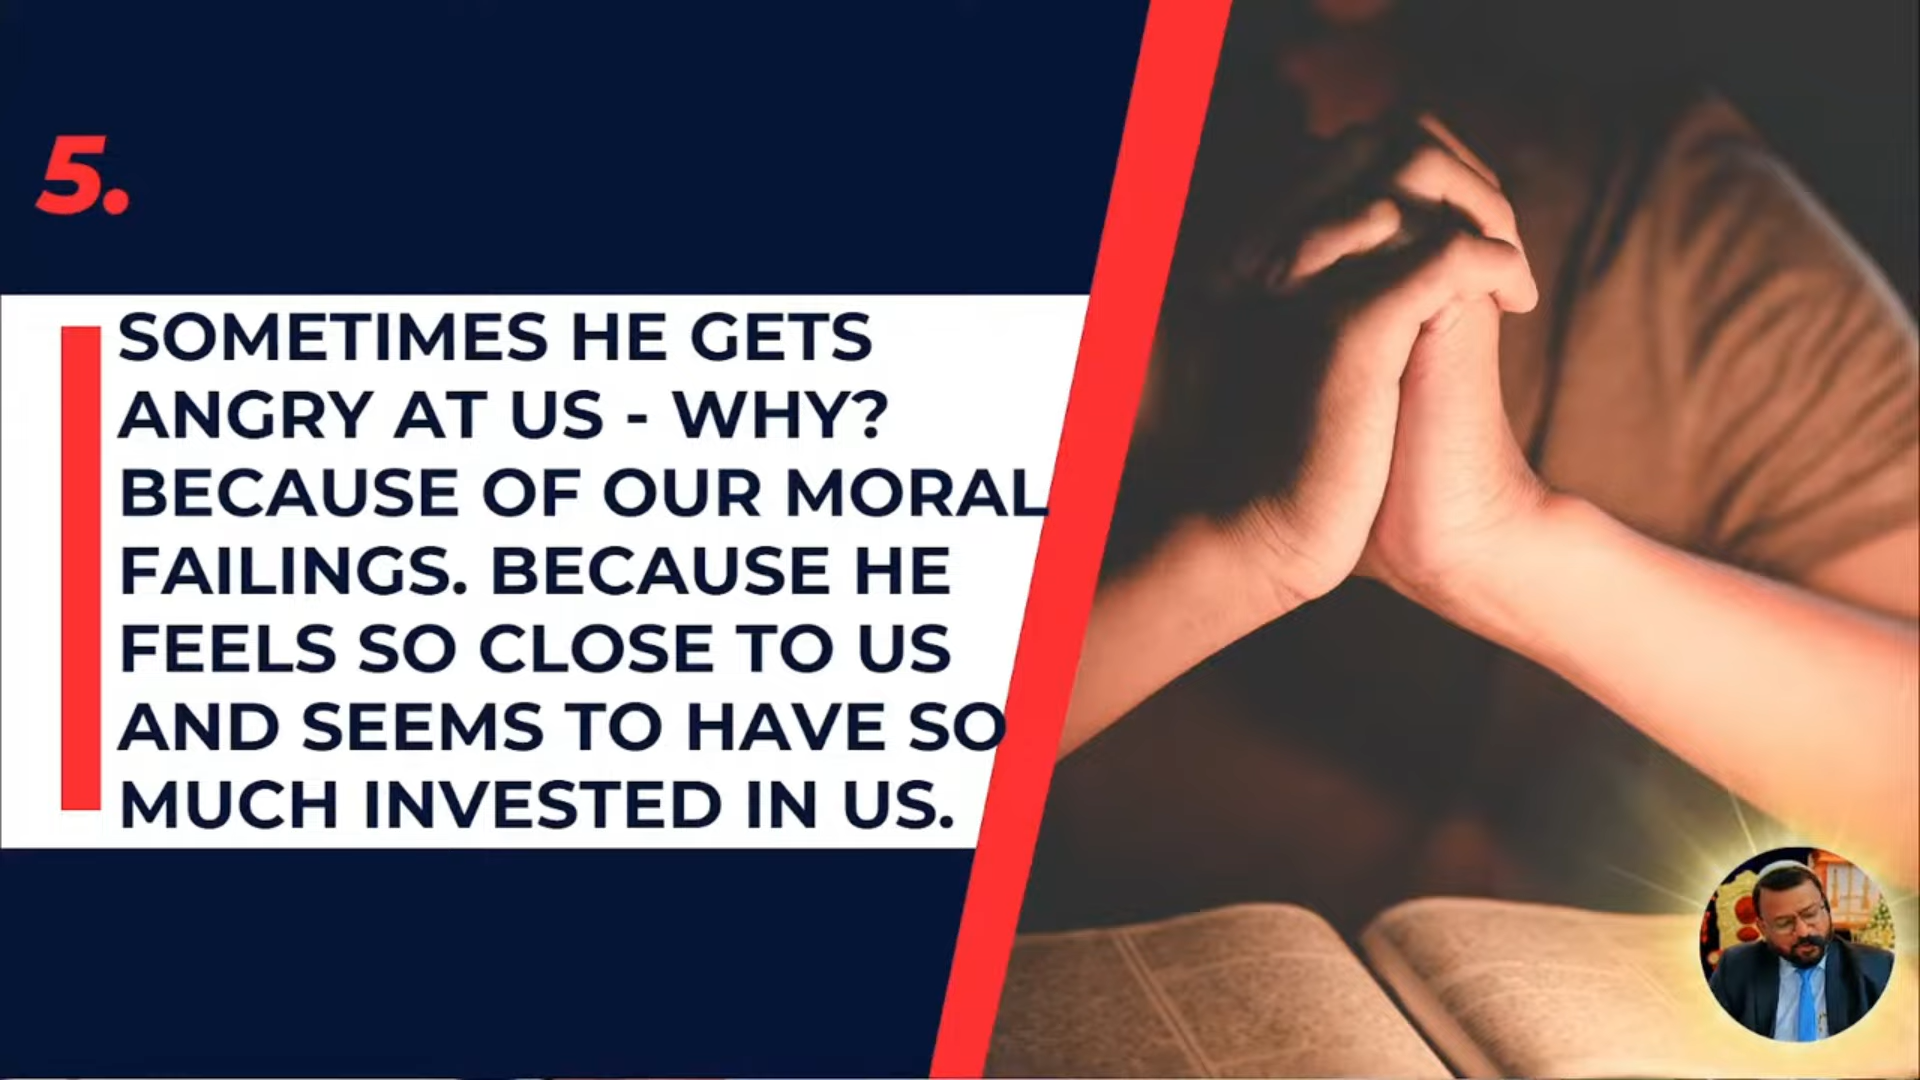 5.
SOMETIMES HE GETS
ANGRY AT US - WHY?
BECAUSE OF OUR MORAL
FAILINGS. BECAUSE HE
FEELS SO CLOSE TO US
AND SEEMS TO HAVE SO
MUCH INVESTED IN US.